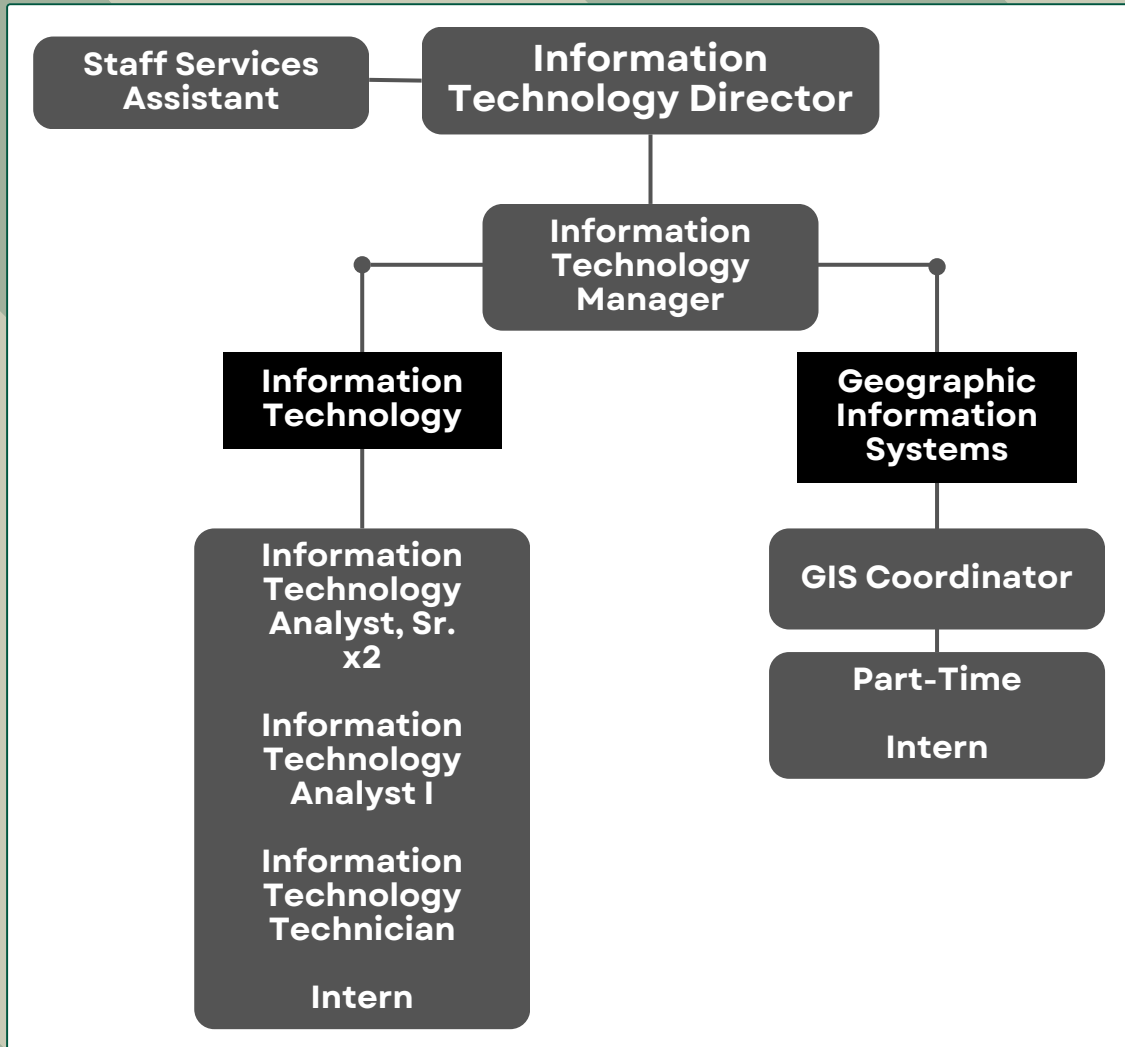 Staff Services
Assistant
Information
Technology Director
Information
Technology
Manager
Information
Technology
Geographic
Information
Systems
Information
Technology
Analyst, Sr.
x2
Information
Technology
Analyst I
Information
Technology
Technician
Intern
GIS Coordinator
Part-Time
Intern